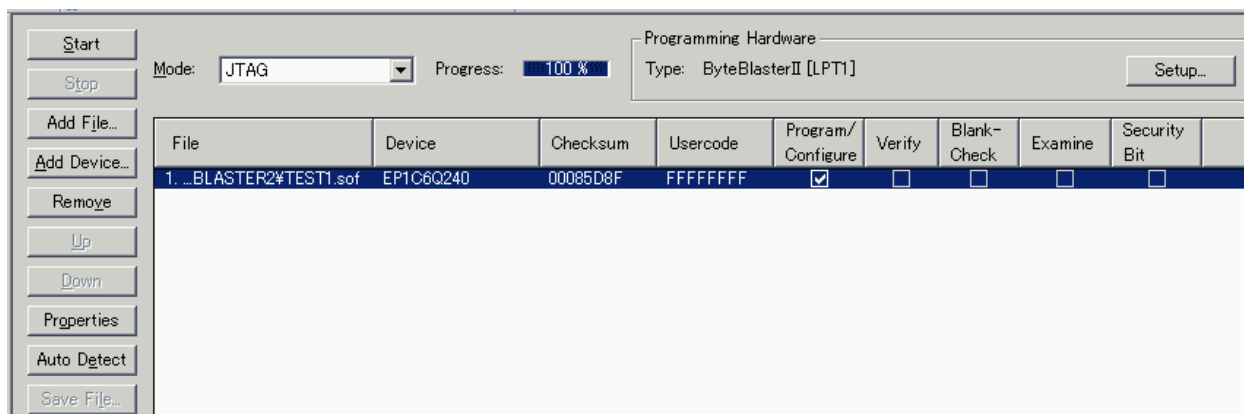 Start
Stop
Add File...
Add Device...
Remove
Up
Down
Properties
Auto Detect
Save File...
Mode: JTAG Progress: 100 %
Programming Hardware
Type: ByteBlasterII [LPT1] Setup...
File Device Checksum Usercode Program/Configure Verify Blank-Check Examine Security Bit
1. ...BLASTER2¥TEST1.sof EP1C6Q240 00085D8F FFFFFFFF